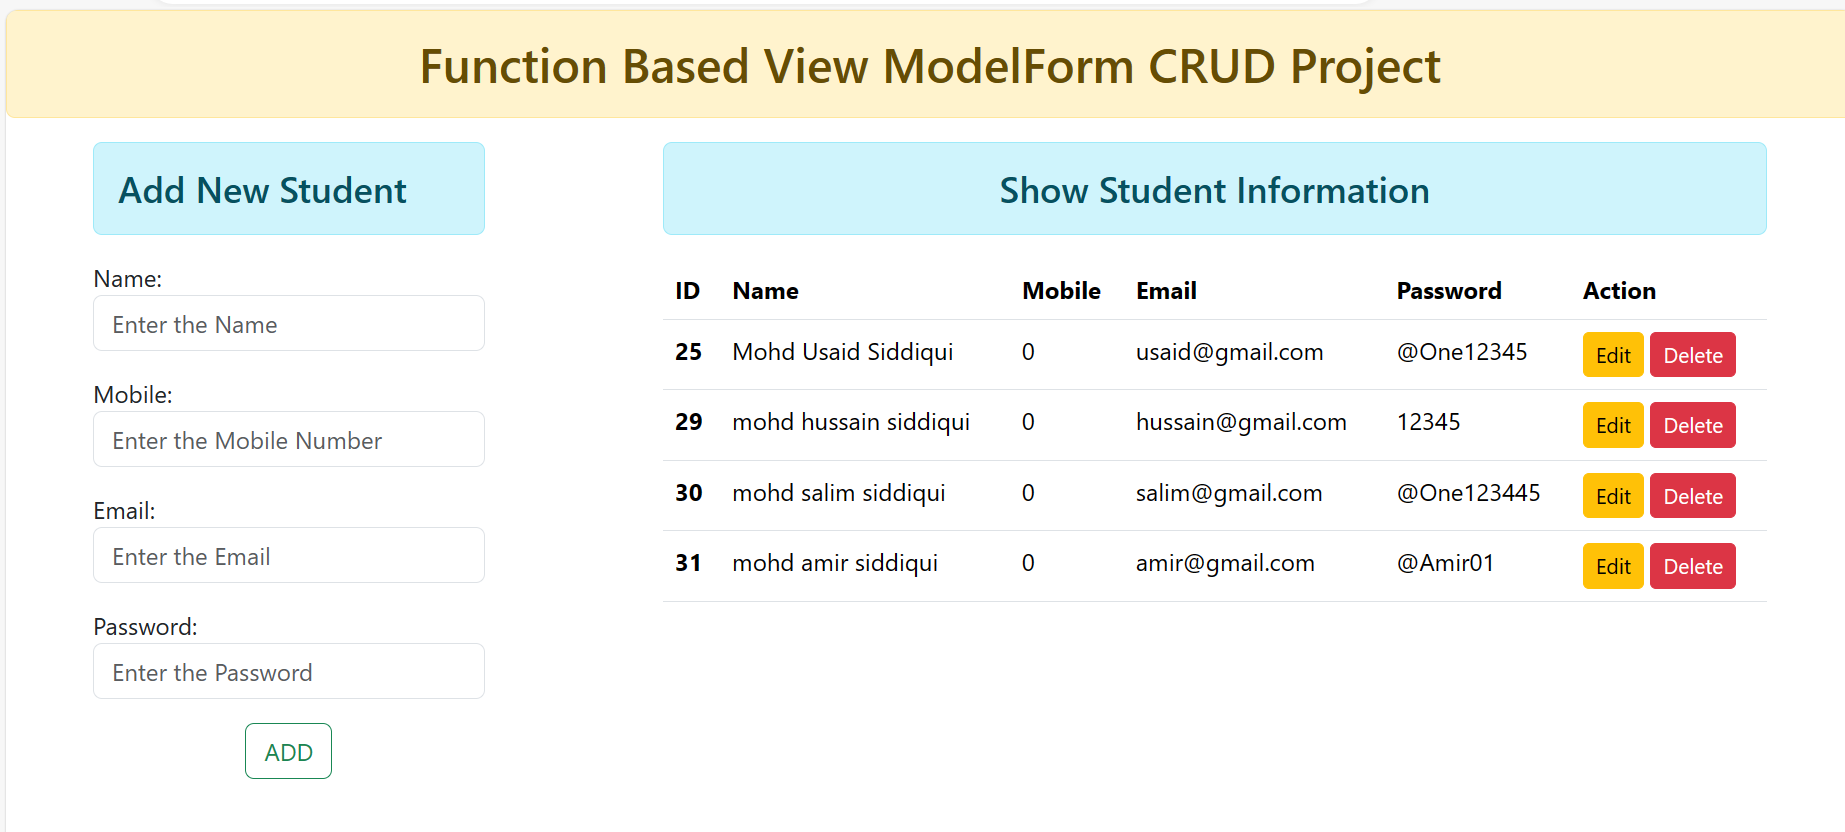 Function Based View ModelForm CRUD Project
Add New Student
Name:
Enter the Name
Mobile:
Enter the Mobile Number
Email:
Enter the Email
Password:
Enter the Password
ADD
Show Student Information
ID Name Mobile Email Password Action
25 Mohd Usaid Siddiqui 0 usaid@gmail.com @One12345 Edit Delete
29 mohd hussain siddiqui 0 hussain@gmail.com 12345 Edit Delete
30 mohd salim siddiqui 0 salim@gmail.com @One123445 Edit Delete
31 mohd amir siddiqui 0 amir@gmail.com @Amir01 Edit Delete